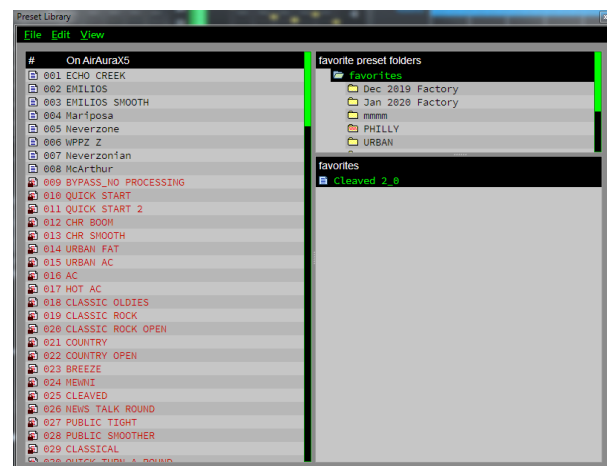 Preset Library
File Edit View
# On AirAuraX5
001 ECHO CREEK
002 EMILIOS
003 EMILIOS SMOOTH
004 Mariposa
005 Neverzone
006 WPPZ Z
007 Neverzonian
008 McArthur
009 BYPASS_NO PROCESSING
010 QUICK START
011 QUICK START 2
012 CHR BOOM
013 CHR SMOOTH
014 URBAN FAT
015 URBAN AC
016 AC
017 HOT AC
018 CLASSIC OLDIES
019 CLASSIC ROCK
020 CLASSIC ROCK OPEN
021 COUNTRY
022 COUNTRY OPEN
023 BREEZE
024 MEWNI
025 CLEAVED
026 NEWS TALK ROUND
027 PUBLIC TIGHT
028 PUBLIC SMOOTHER
029 CLASSICAL
030 QUICK TURN A ROUND
favorite preset folders
favorites
Dec 2019 Factory
Jan 2020 Factory
mmmm
PHILLY
URBAN
favorites
Cleaved 2_0